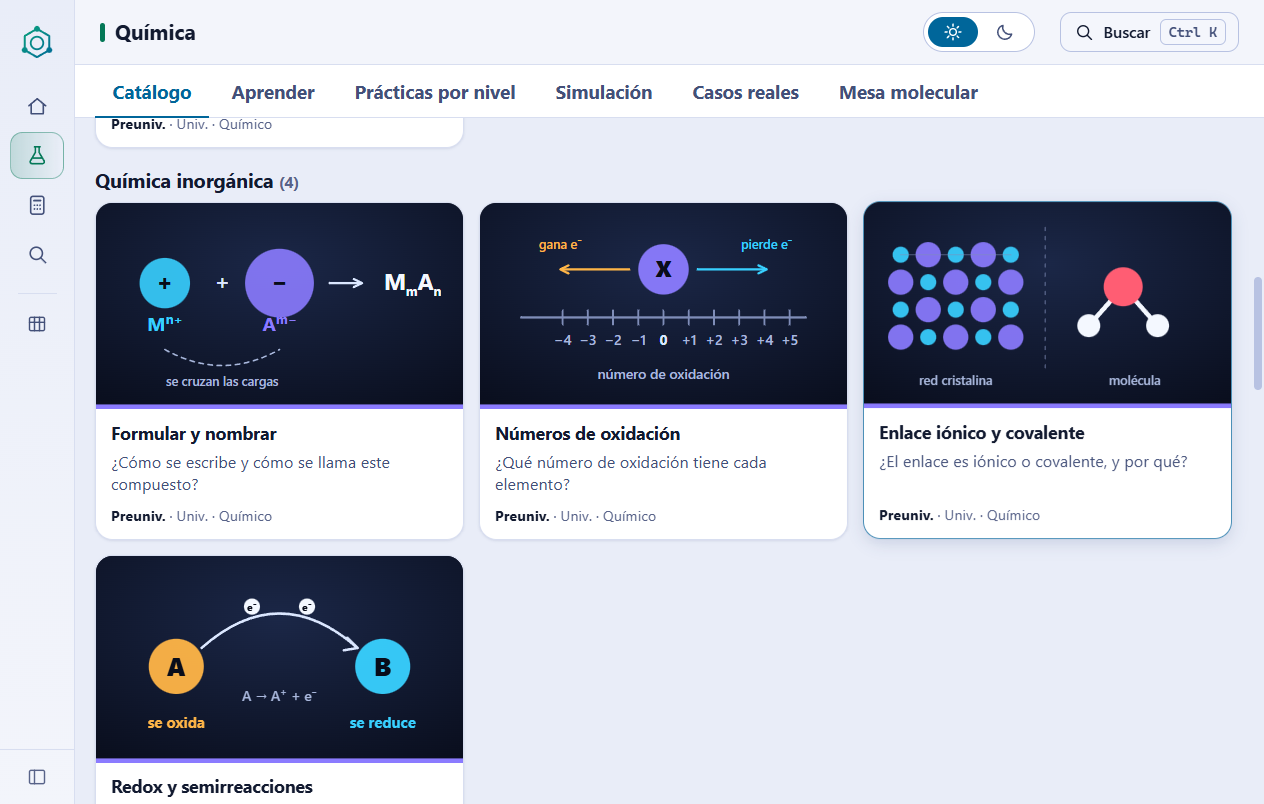 Química
Buscar Ctrl K
Catálogo Aprender Prácticas por nivel Simulación Casos reales Mesa molecular
Preuniv. · Univ. · Químico
Química inorgánica (4)
+ + − MₘAₙ
Mⁿ⁺ Aᵐ⁻
se cruzan las cargas
Formular y nombrar
¿Cómo se escribe y cómo se llama este
compuesto?
Preuniv. · Univ. · Químico
gana e⁻ pierde e⁻
X
−4 −3 −2 −1 0 +1 +2 +3 +4 +5
número de oxidación
Números de oxidación
¿Qué número de oxidación tiene cada
elemento?
Preuniv. · Univ. · Químico
red cristalina molécula
Enlace iónico y covalente
¿El enlace es iónico o covalente, y por qué?
Preuniv. · Univ. · Químico
e⁻ e⁻
A B
A → A⁺ + e⁻
se oxida se reduce
Redox y semirreacciones